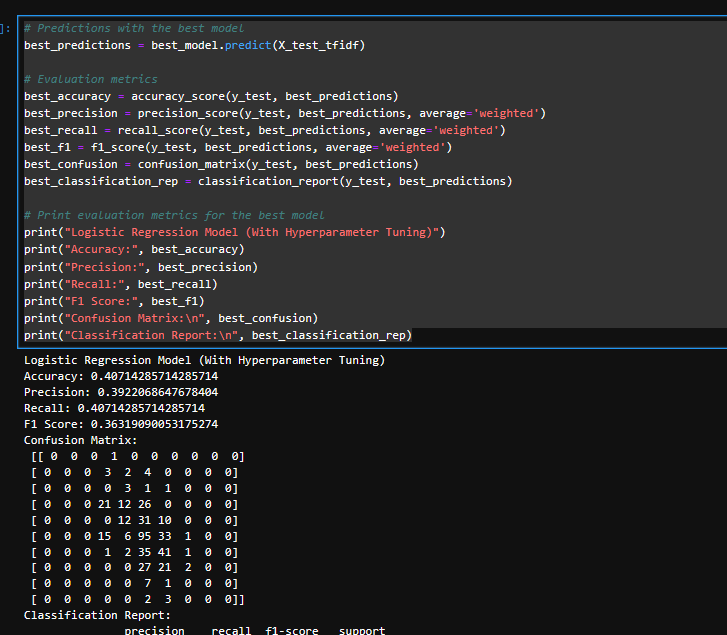 ]:
# Predictions with the best model
best_predictions = best_model.predict(X_test_tfidf)
# Evaluation metrics
best_accuracy = accuracy_score(y_test, best_predictions)
best_precision = precision_score(y_test, best_predictions, average='weighted')
best_recall = recall_score(y_test, best_predictions, average='weighted')
best_f1 = f1_score(y_test, best_predictions, average='weighted')
best_confusion = confusion_matrix(y_test, best_predictions)
best_classification_rep = classification_report(y_test, best_predictions)
# Print evaluation metrics for the best model
print("Logistic Regression Model (With Hyperparameter Tuning)")
print("Accuracy:", best_accuracy)
print("Precision:", best_precision)
print("Recall:", best_recall)
print("F1 Score:", best_f1)
print("Confusion Matrix:\n", best_confusion)
print("Classification Report:\n", best_classification_rep)
Logistic Regression Model (With Hyperparameter Tuning)
Accuracy: 0.40714285714285714
Precision: 0.3922068647678404
Recall: 0.40714285714285714
F1 Score: 0.36319090053175274
Confusion Matrix:
[[ 0 0 0 1 0 0 0 0 0 0]
[ 0 0 0 3 2 4 0 0 0 0]
[ 0 0 0 0 3 1 1 0 0 0]
[ 0 0 0 21 12 26 0 0 0 0]
[ 0 0 0 0 12 31 10 0 0 0]
[ 0 0 0 15 6 95 33 1 0 0]
[ 0 0 0 1 2 35 41 1 0 0]
[ 0 0 0 0 0 27 21 2 0 0]
[ 0 0 0 0 0 7 1 0 0 0]
[ 0 0 0 0 0 2 3 0 0 0]]
Classification Report:
precision recall f1-score support